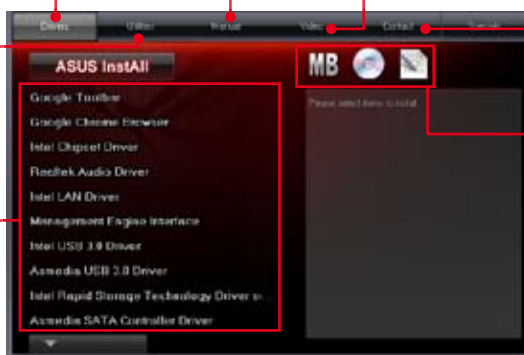 Drivers Utilities Manual Video Contact Specials
ASUS InstAll
MB
Please select items to install.
Google Toolbar
Google Chrome Browser
Intel Chipset Driver
Realtek Audio Driver
Intel LAN Driver
Management Engine Interface
Intel USB 3.0 Driver
Asmedia USB 3.0 Driver
Intel Rapid Storage Technology Driver
Asmedia SATA Controller Driver